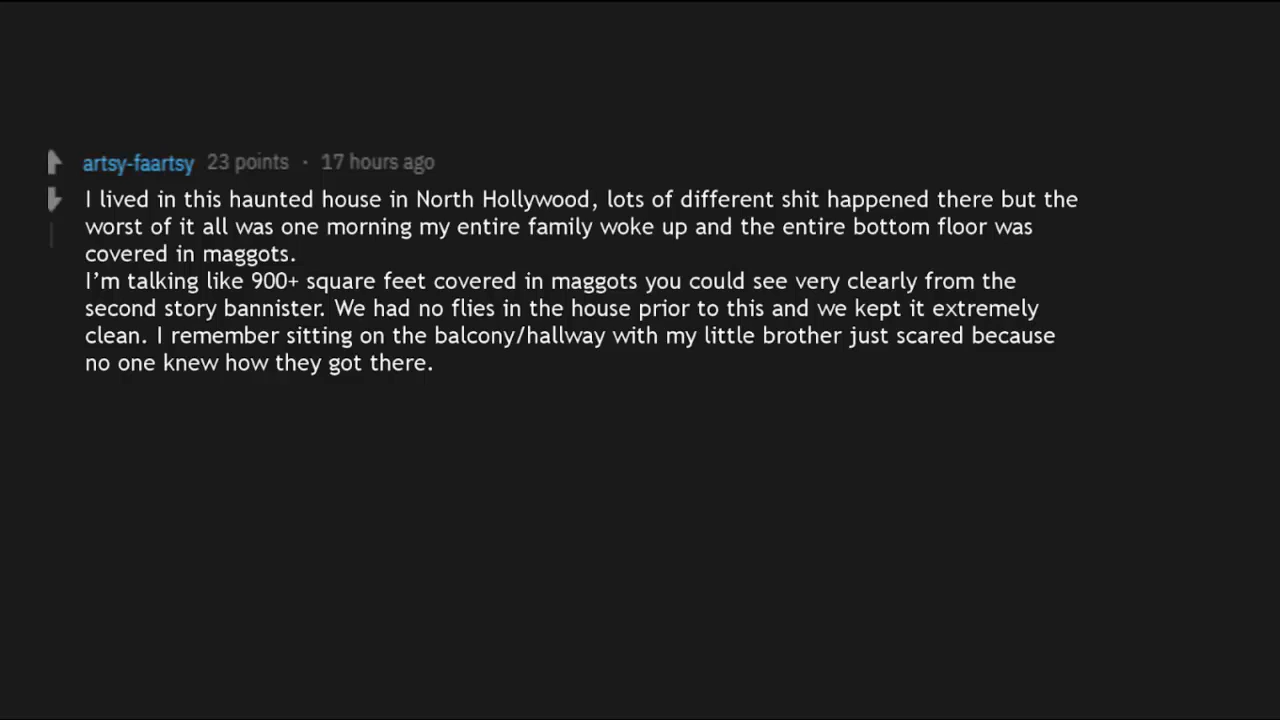 artsy-faartsy 23 points · 17 hours ago
I lived in this haunted house in North Hollywood, lots of different shit happened there but the
worst of it all was one morning my entire family woke up and the entire bottom floor was
covered in maggots.
I’m talking like 900+ square feet covered in maggots you could see very clearly from the
second story bannister. We had no flies in the house prior to this and we kept it extremely
clean. I remember sitting on the balcony/hallway with my little brother just scared because
no one knew how they got there.